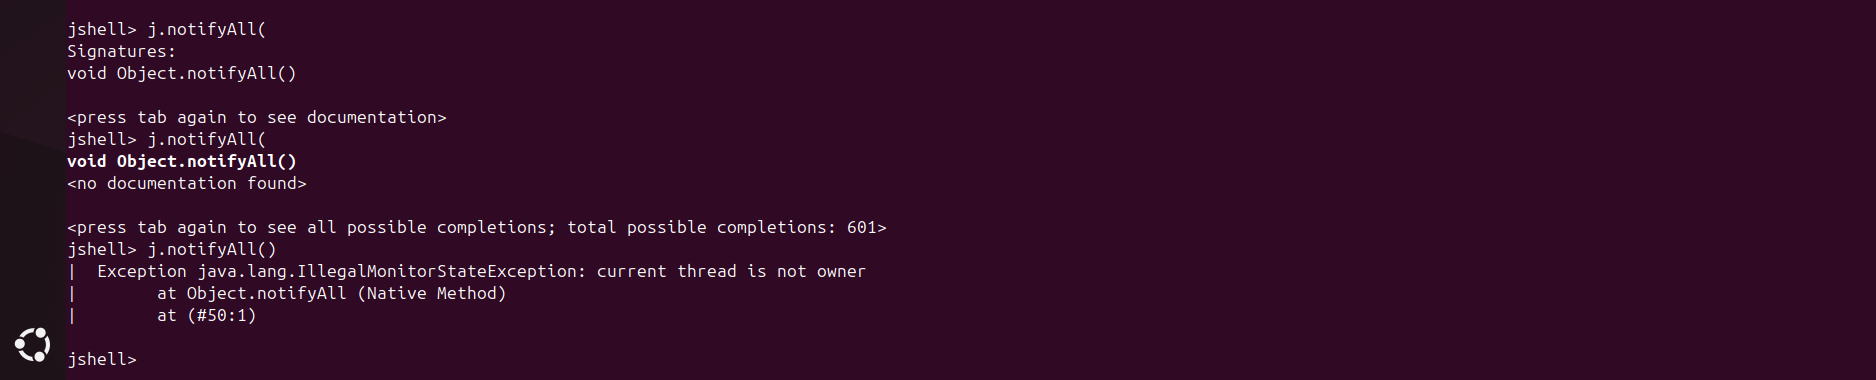 jshell> j.notifyAll(
Signatures:
void Object.notifyAll()
<press tab again to see documentation>
jshell> j.notifyAll(
void Object.notifyAll()
<no documentation found>
<press tab again to see all possible completions; total possible completions: 601>
jshell> j.notifyAll()
|  Exception java.lang.IllegalMonitorStateException: current thread is not owner
|        at Object.notifyAll (Native Method)
|        at (#50:1)
jshell>